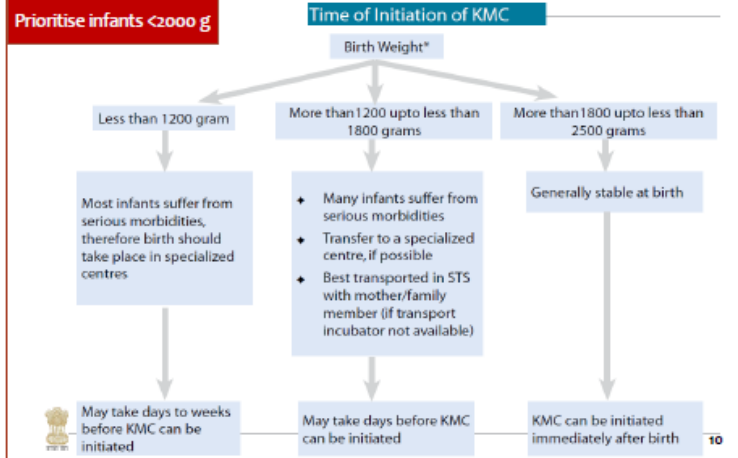 Prioritise infants <2000 g
Time of Initiation of KMC
Birth Weight*
Less than 1200 gram
More than1200 upto less than
1800 grams
More than1800 upto less than
2500 grams
Most infants suffer from
serious morbidities,
therefore birth should
take place in specialized
centres
Many infants suffer from
serious morbidities
Transfer to a specialized
centre, if possible
Best transported in STS
with mother/family
member (if transport
incubator not available)
Generally stable at birth
May take days to weeks
before KMC can be
initiated
May take days before KMC
can be initiated
KMC can be initiated
immediately after birth
10